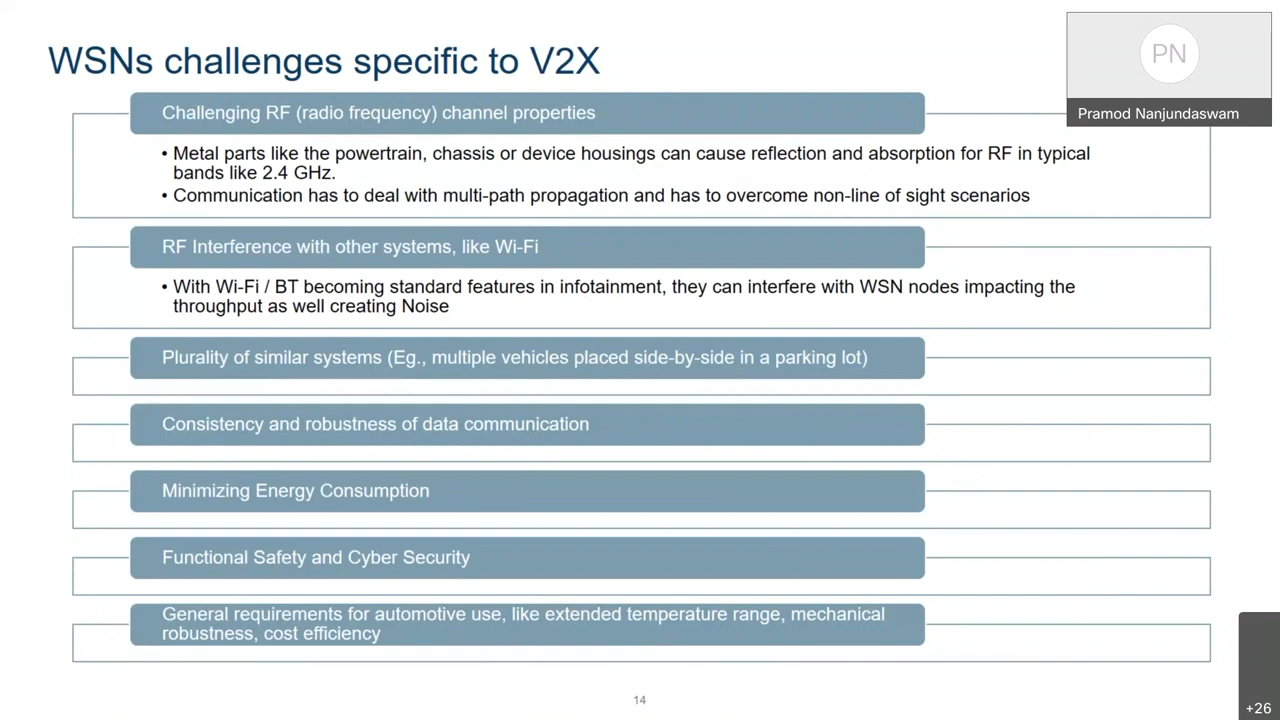 WSNs challenges specific to V2X
PN
Pramod Nanjundaswam
Challenging RF (radio frequency) channel properties
• Metal parts like the powertrain, chassis or device housings can cause reflection and absorption for RF in typical
bands like 2.4 GHz.
• Communication has to deal with multi-path propagation and has to overcome non-line of sight scenarios
RF Interference with other systems, like Wi-Fi
• With Wi-Fi / BT becoming standard features in infotainment, they can interfere with WSN nodes impacting the
throughput as well creating Noise
Plurality of similar systems (Eg., multiple vehicles placed side-by-side in a parking lot)
Consistency and robustness of data communication
Minimizing Energy Consumption
Functional Safety and Cyber Security
General requirements for automotive use, like extended temperature range, mechanical
robustness, cost efficiency
14
+26